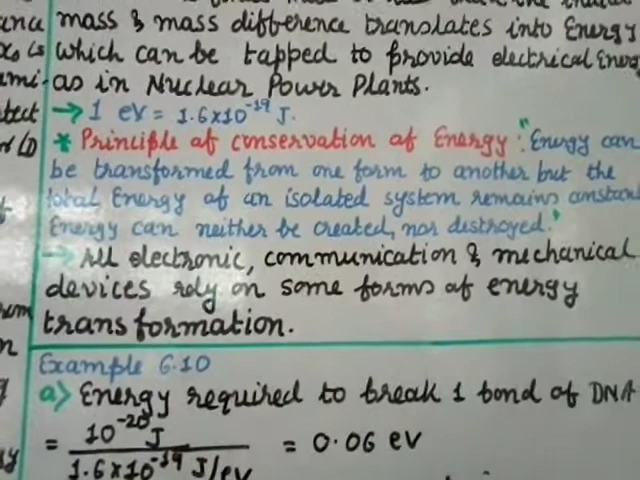 mass & mass difference translates into Energy
which can be tapped to provide electrical Energy
as in Nuclear Power Plants.
→ 1 eV = 1.6x10⁻¹⁹ J.
* Principle of conservation of Energy: "Energy can
be transformed from one form to another but the
total Energy of an isolated system remains constant
Energy can neither be created, nor destroyed."
→ All electronic, communication & mechanical
devices rely on some forms of energy
transformation.
Example 6.10
a) Energy required to break 1 bond of DNA
= 10⁻²⁰ J / 1.6x10⁻¹⁹ J/eV = 0.06 eV